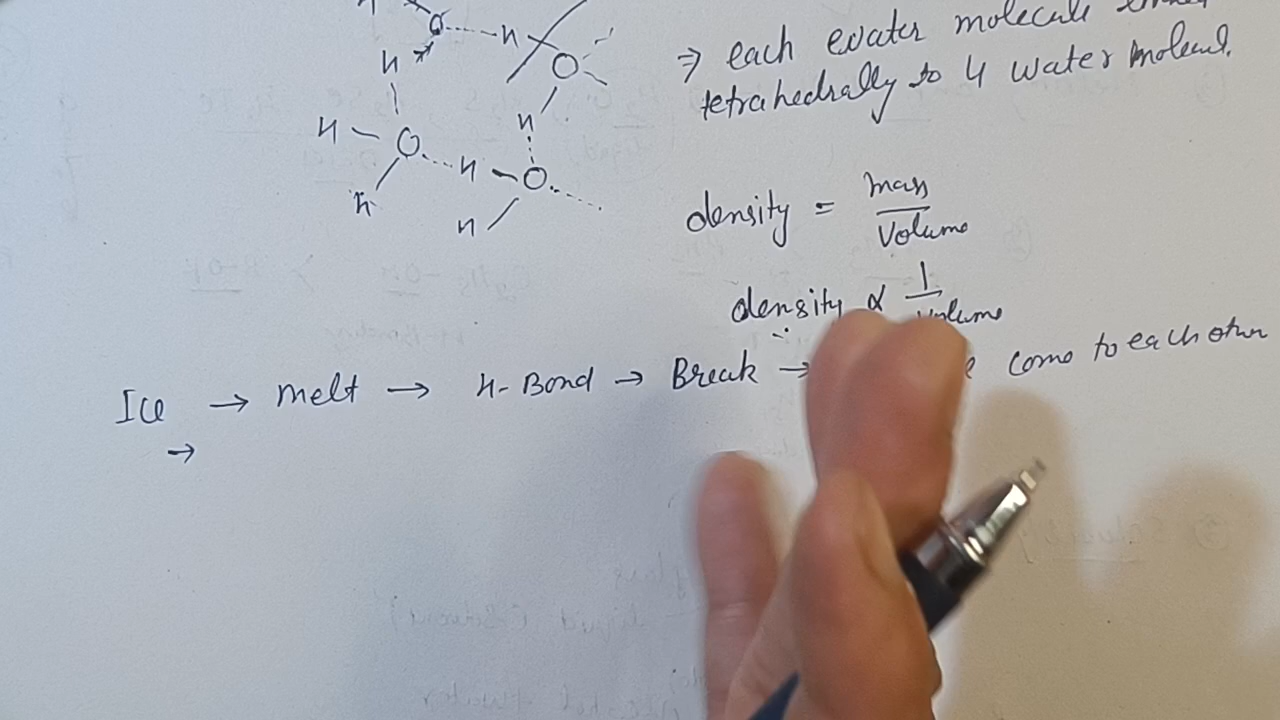 ⇒ each water molecule
tetrahedrally to 4 water molecul.
H O H O
H
H O H O
H H
density = mass / Volume
density ∝ 1 / volume
Ice → melt → H-Bond → Break → come to each other
→